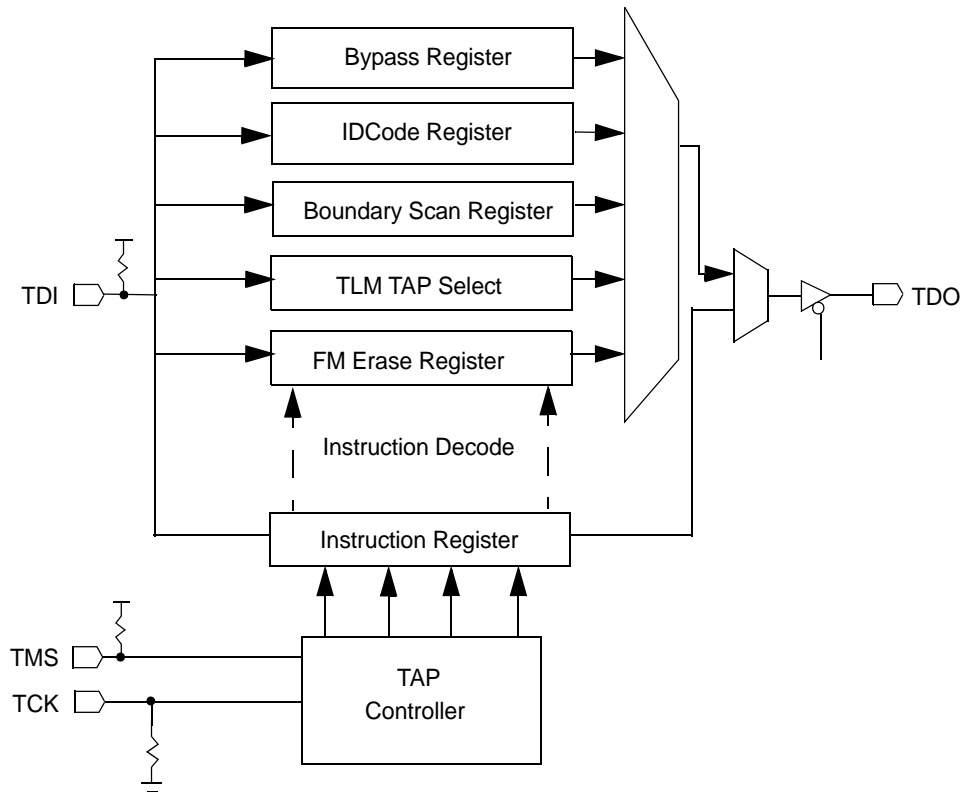 Bypass Register
IDCode Register
Boundary Scan Register
TDI
TLM TAP Select
TDO
FM Erase Register
Instruction Decode
Instruction Register
TMS
TAP
Controller
TCK